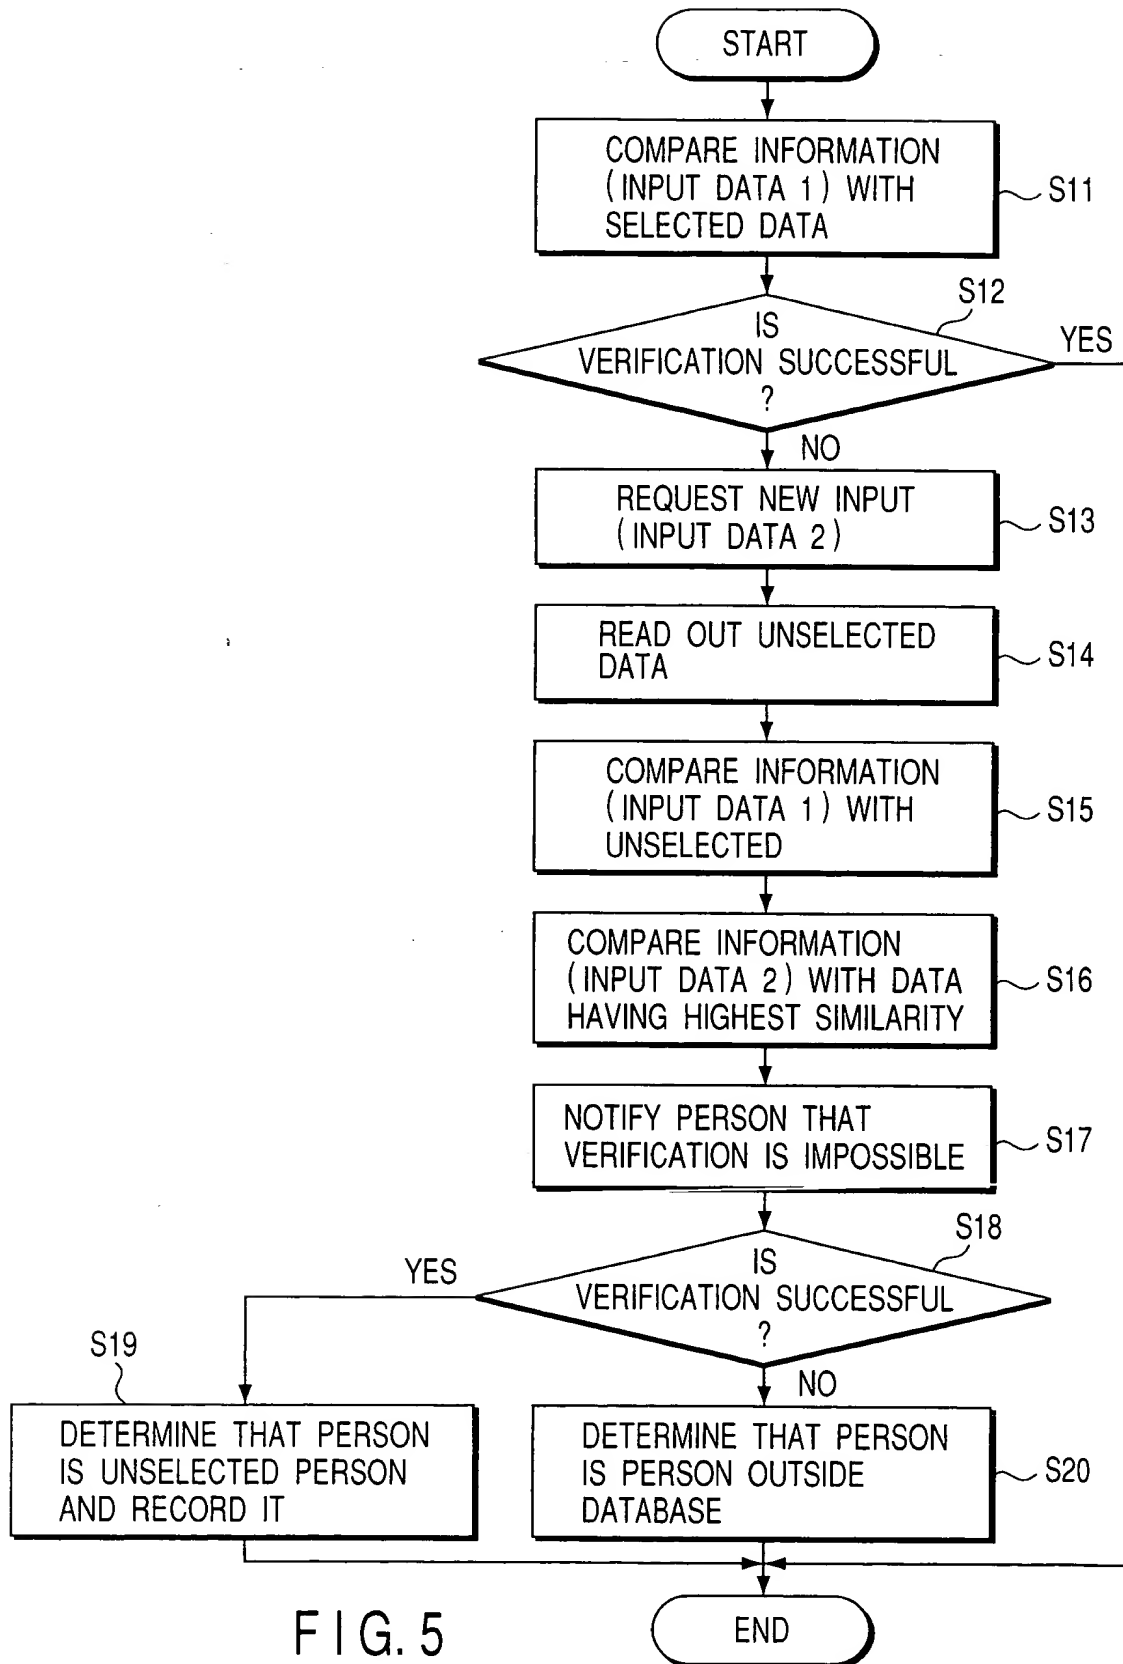 START
COMPARE INFORMATION
(INPUT DATA 1) WITH
SELECTED DATA
S11
S12
IS
VERIFICATION SUCCESSFUL
?
YES
NO
REQUEST NEW INPUT
(INPUT DATA 2)
S13
READ OUT UNSELECTED
DATA
S14
COMPARE INFORMATION
(INPUT DATA 1) WITH
UNSELECTED
S15
COMPARE INFORMATION
(INPUT DATA 2) WITH DATA
HAVING HIGHEST SIMILARITY
S16
NOTIFY PERSON THAT
VERIFICATION IS IMPOSSIBLE
S17
S18
IS
VERIFICATION SUCCESSFUL
?
YES
NO
S19
DETERMINE THAT PERSON
IS UNSELECTED PERSON
AND RECORD IT
DETERMINE THAT PERSON
IS PERSON OUTSIDE
DATABASE
S20
END
FIG. 5